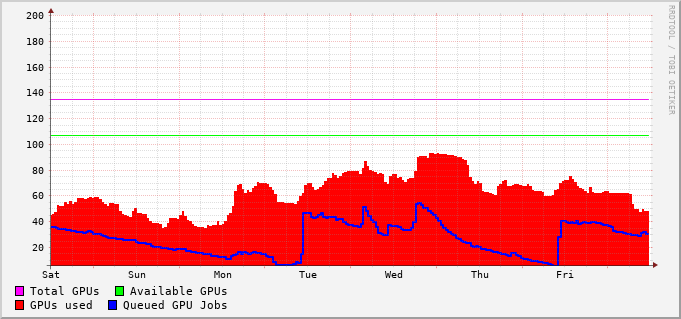 RRDTOOL / TOBI OETIKER
200
180
160
140
120
100
80
60
40
20
Sat Sun Mon Tue Wed Thu Fri
Total GPUs Available GPUs
GPUs used Queued GPU Jobs